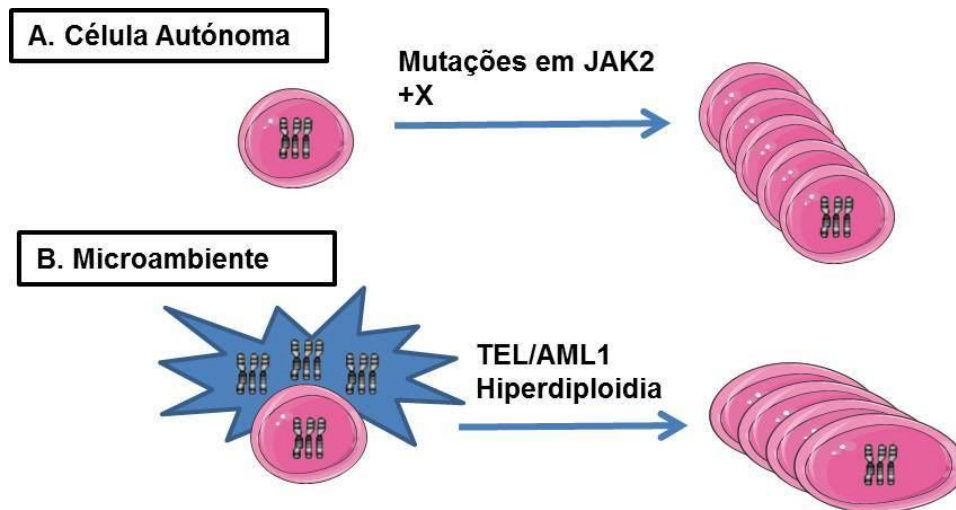 A. Célula Autónoma
Mutações em JAK2
+X
B. Microambiente
TEL/AML1
Hiperdiploidia